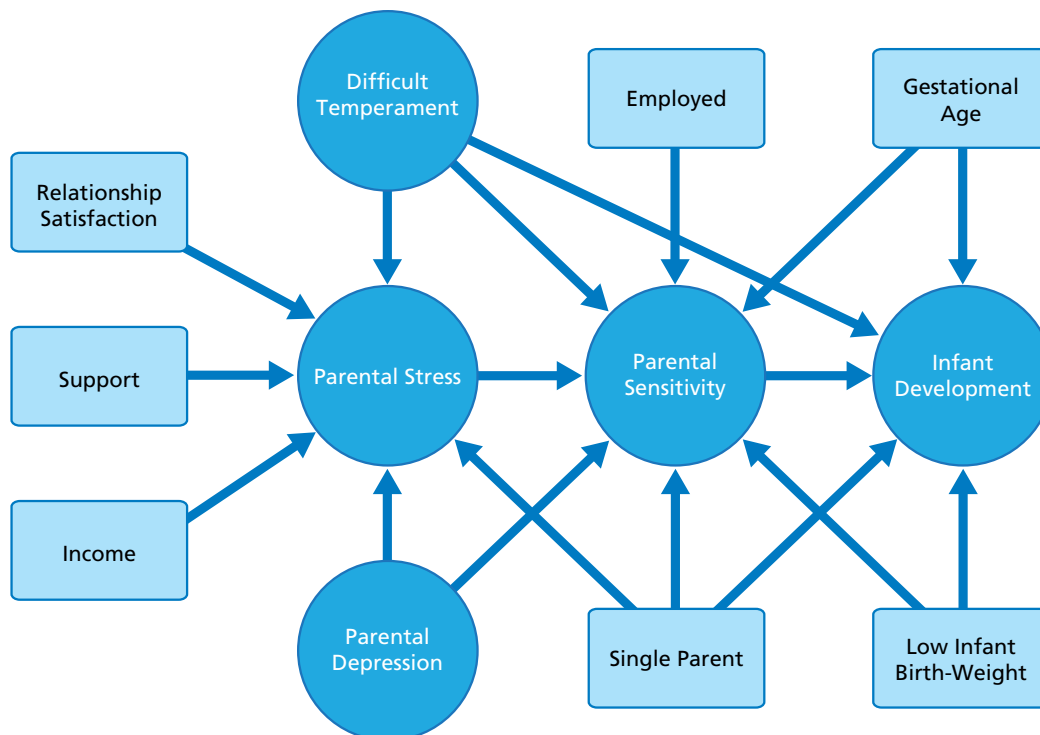 Difficult
Temperament
Employed
Gestational
Age
Relationship
Satisfaction
Support
Parental Stress
Parental
Sensitivity
Infant
Development
Income
Parental
Depression
Single Parent
Low Infant
Birth-Weight